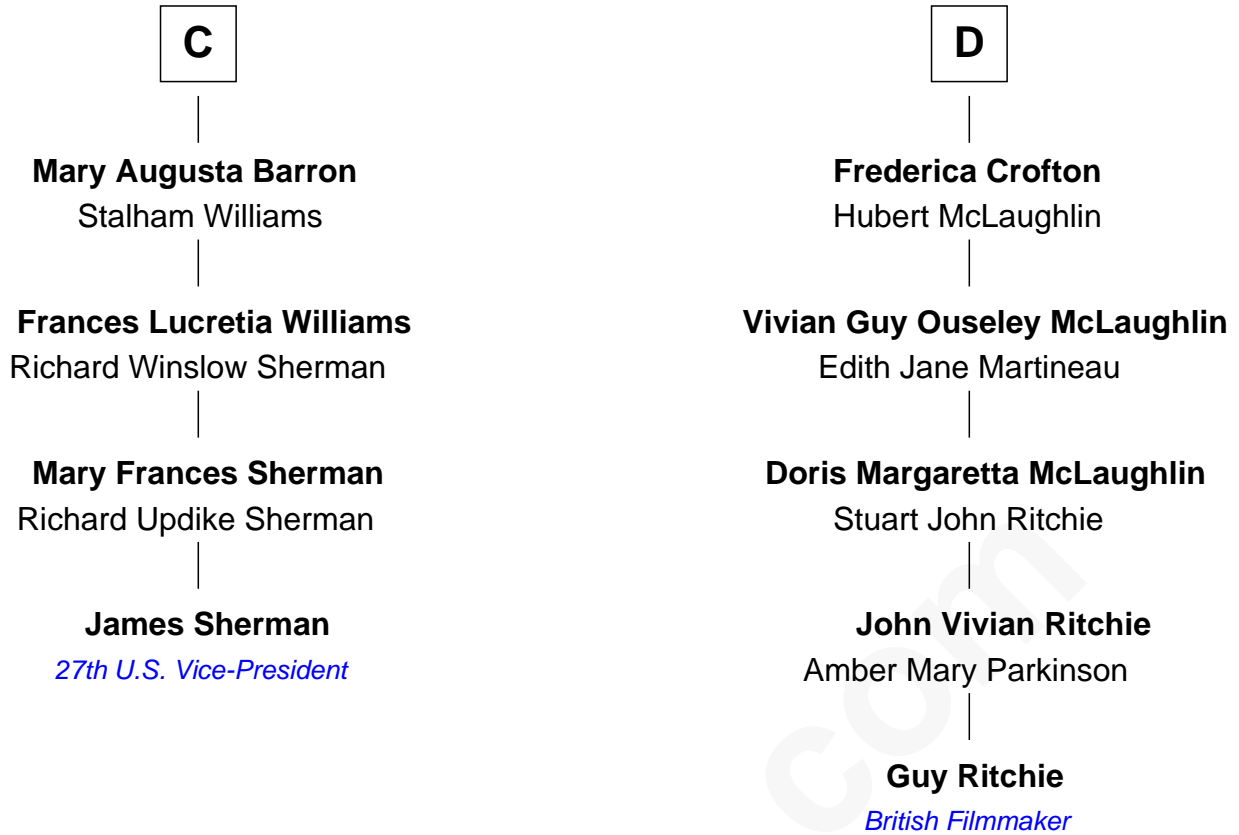 C
Mary Augusta Barron
Stalham Williams
Frances Lucretia Williams
Richard Winslow Sherman
Mary Frances Sherman
Richard Updike Sherman
James Sherman
27th U.S. Vice-President
D
Frederica Crofton
Hubert McLaughlin
Vivian Guy Ouseley McLaughlin
Edith Jane Martineau
Doris Margaretta McLaughlin
Stuart John Ritchie
John Vivian Ritchie
Amber Mary Parkinson
Guy Ritchie
British Filmmaker
com